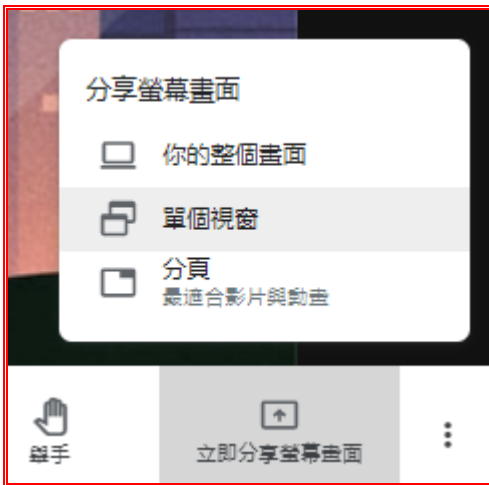 分享螢幕畫面
你的整個畫面
單個視窗
分頁
最適合影片與動畫
舉手
立即分享螢幕畫面